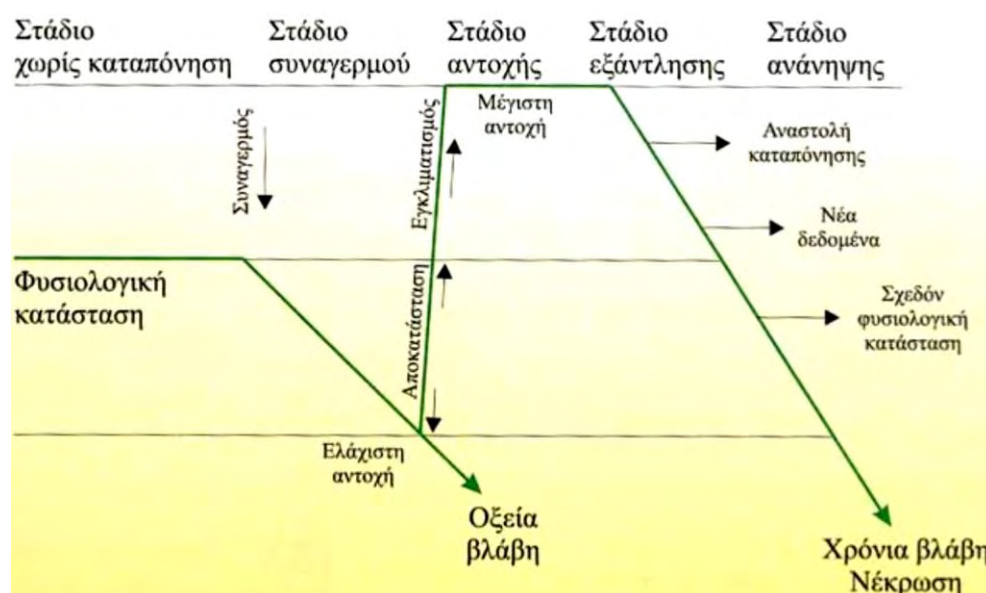 Στάδιο
χωρίς καταπόνηση
Στάδιο
συναγερμού
Στάδιο
αντοχής
Στάδιο
εξάντλησης
Στάδιο
ανάνηψης
Συναγερμός
Εγκλιματισμός
Μέγιστη
αντοχή
Αναστολή
καταπόνησης
Νέα
δεδομένα
Φυσιολογική
κατάσταση
Αποκατάσταση
Σχεδόν
φυσιολογική
κατάσταση
Ελάχιστη
αντοχή
Οξεία
βλάβη
Χρόνια βλάβη
Νέκρωση